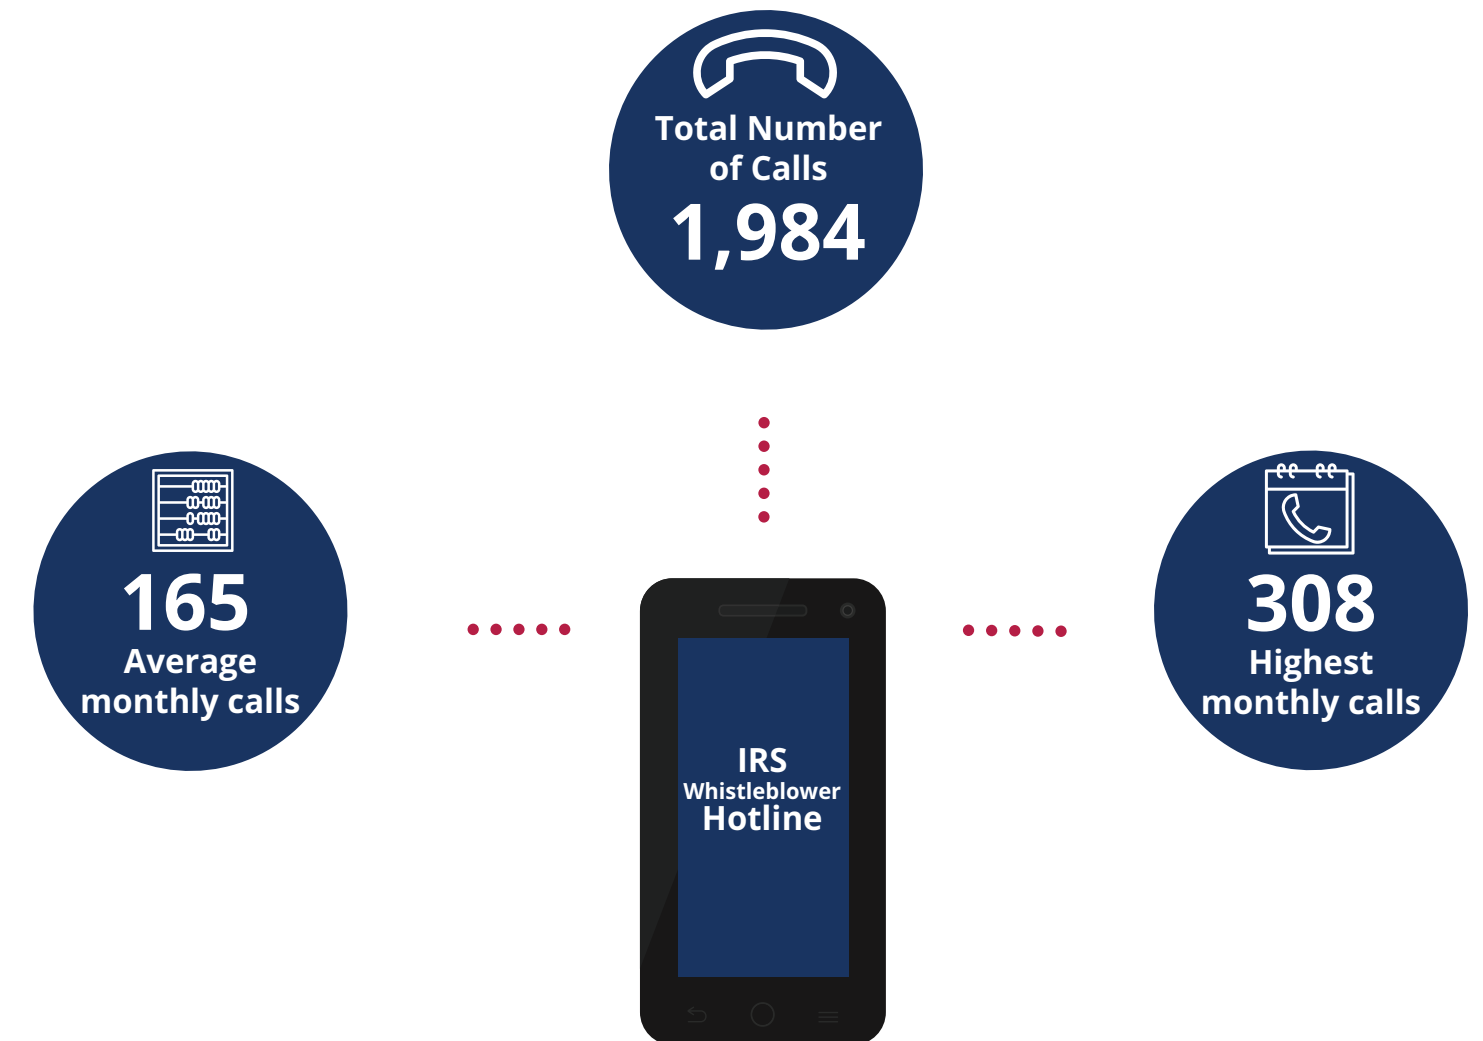 Total Number
of Calls
1,984
165
Average
monthly calls
308
Highest
monthly calls
IRS
Whistleblower
Hotline